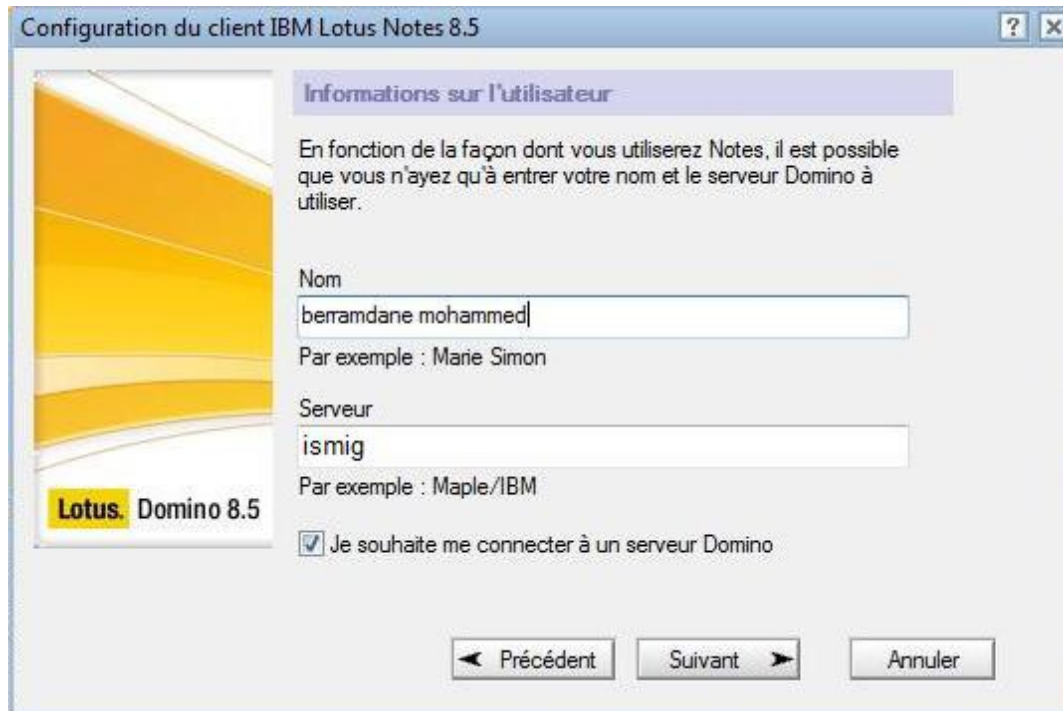 Configuration du client IBM Lotus Notes 8.5
Informations sur l'utilisateur
En fonction de la façon dont vous utiliserez Notes, il est possible
que vous n'ayez qu'à entrer votre nom et le serveur Domino à
utiliser.
Nom
berramdane mohammed
Par exemple : Marie Simon
Serveur
ismig
Par exemple : Maple/IBM
Lotus. Domino 8.5
Je souhaite me connecter à un serveur Domino
Précédent Suivant Annuler